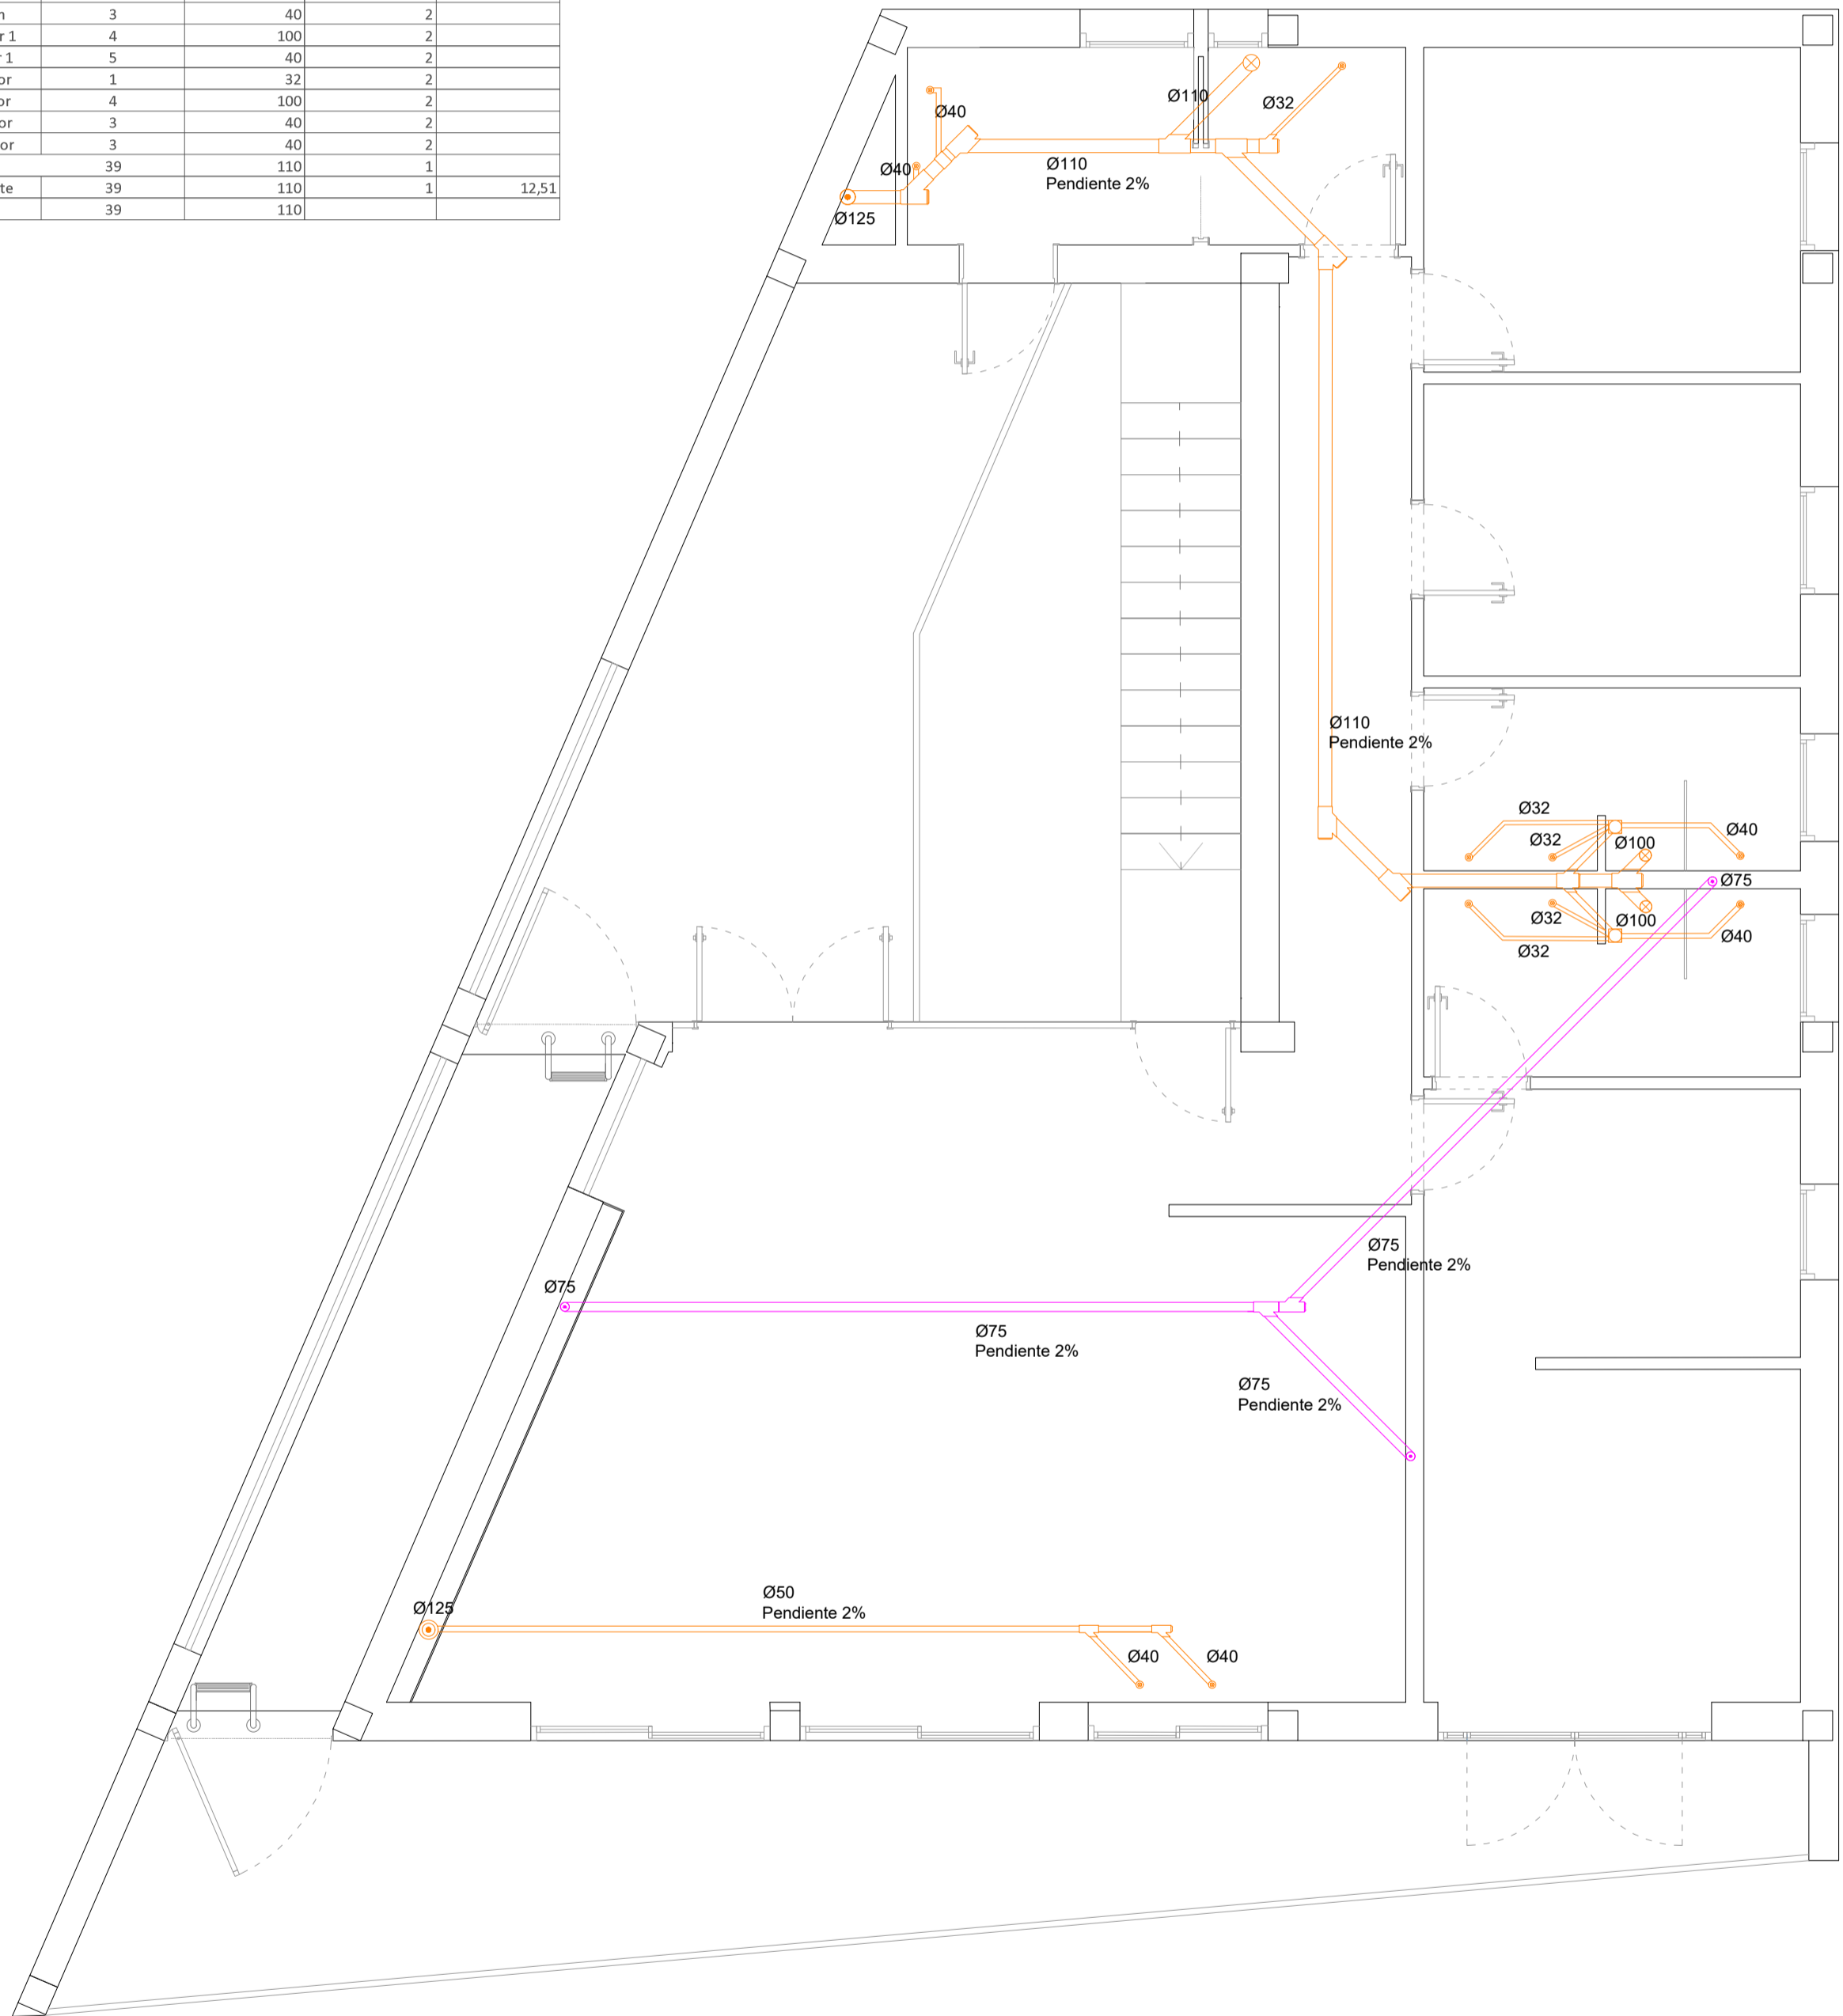 3 40 2
r 1 4 100 2
r 1 5 40 2
or 1 32 2
or 4 100 2
or 3 40 2
or 3 40 2
39 110 1
te 39 110 1 12,51
39 110
Ø40
Ø110
Ø32
Ø40
Ø110
Pendiente 2%
Ø125
Ø110
Pendiente 2%
Ø32
Ø32
Ø100
Ø40
Ø75
Ø32
Ø100
Ø32
Ø40
Ø75
Pendiente 2%
Ø75
Ø75
Pendiente 2%
Ø75
Pendiente 2%
Ø50
Pendiente 2%
Ø125
Ø40
Ø40